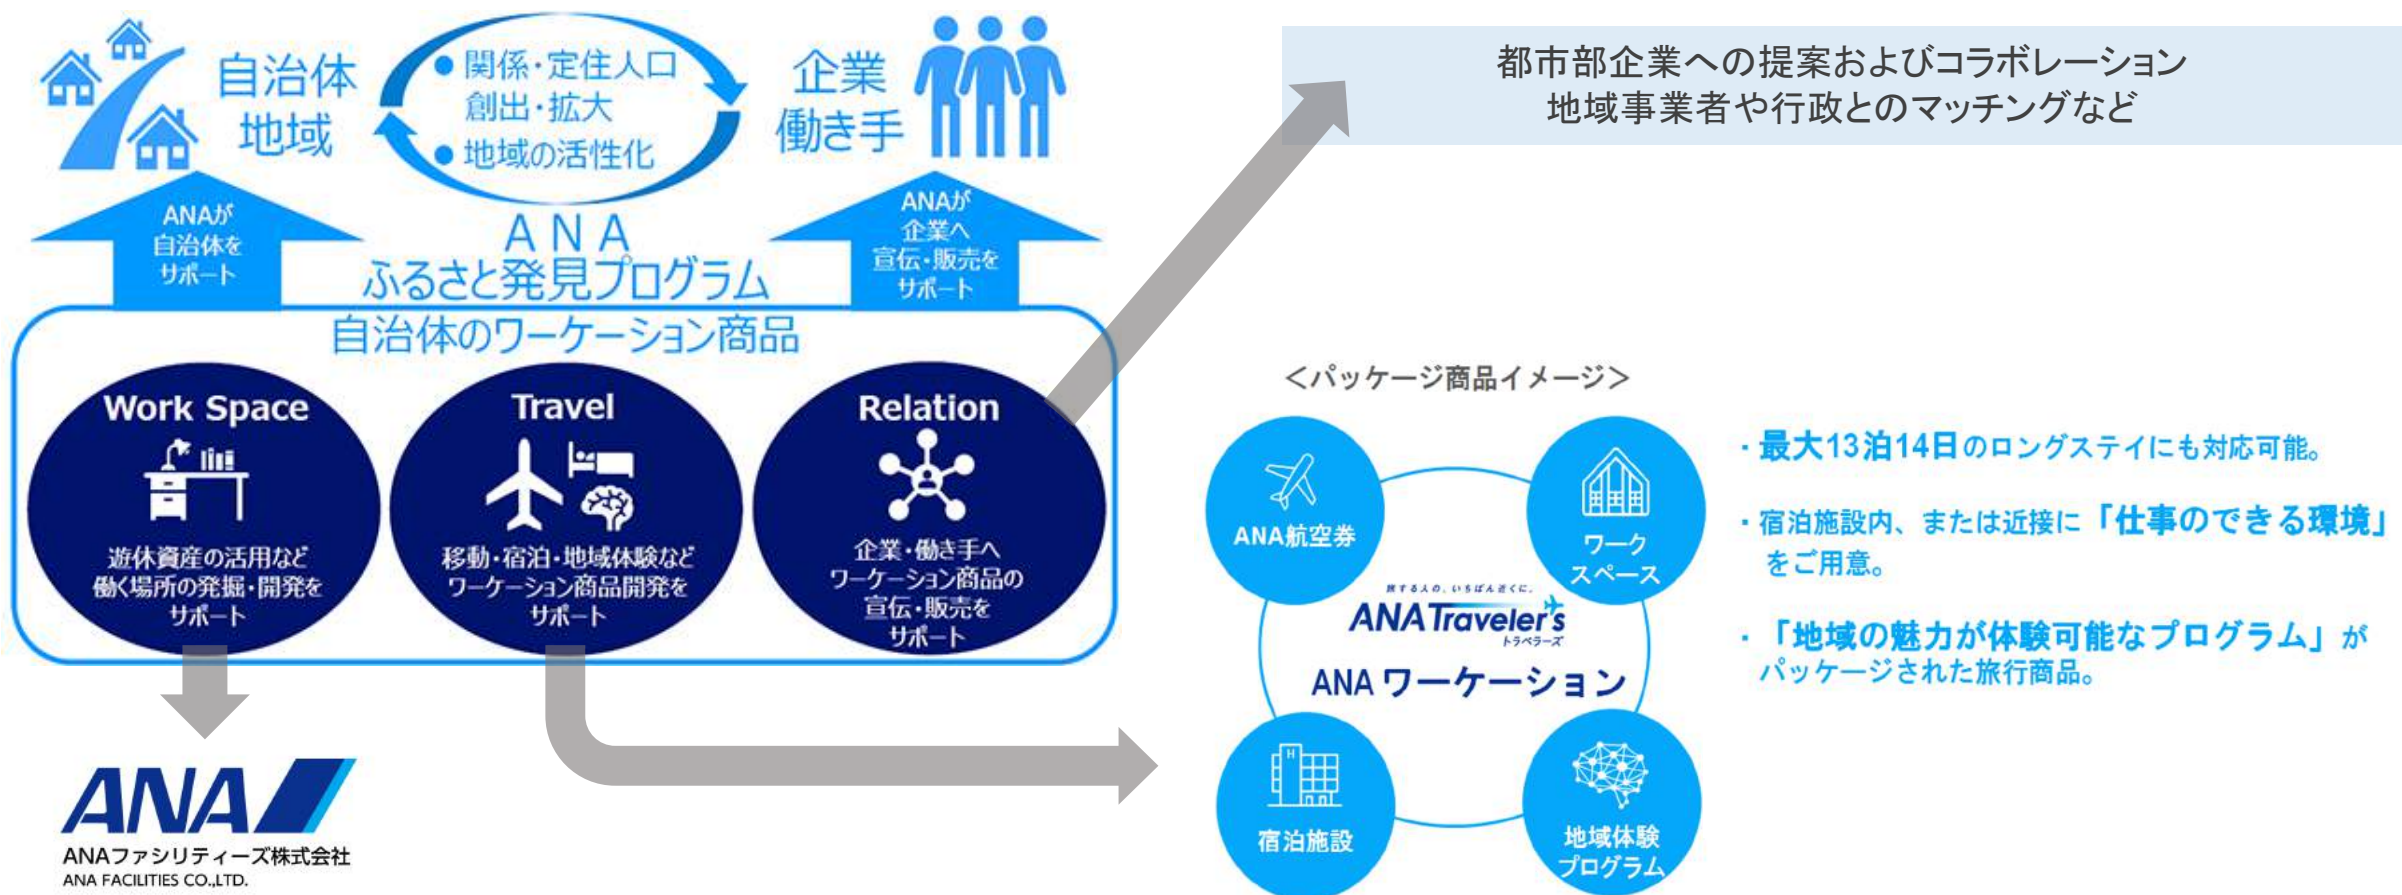 自治体
地域
● 関係・定住人口
創出・拡大
● 地域の活性化
企業
働き手
都市部企業への提案およびコラボレーション
地域事業者や行政とのマッチングなど
ANAが
自治体を
サポート
ANA
ふるさと発見プログラム
ANAが
企業へ
宣伝・販売を
サポート
自治体のワーケーション商品
Work Space
遊休資産の活用など
働く場所の発掘・開発を
サポート
Travel
移動・宿泊・地域体験など
ワーケーション商品開発を
サポート
Relation
企業・働き手へ
ワーケーション商品の
宣伝・販売を
サポート
ANA
ANAファシリティーズ株式会社
ANA FACILITIES CO.,LTD.
＜パッケージ商品イメージ＞
ANA航空券
ワーク
スペース
旅する人の、いちばん近くに。
ANA Traveler's
トラベラーズ
ANA ワーケーション
H
宿泊施設
地域体験
プログラム
・最大13泊14日のロングステイにも対応可能。
・宿泊施設内、または近接に「仕事のできる環境」
をご用意。
・「地域の魅力が体験可能なプログラム」が
パッケージされた旅行商品。